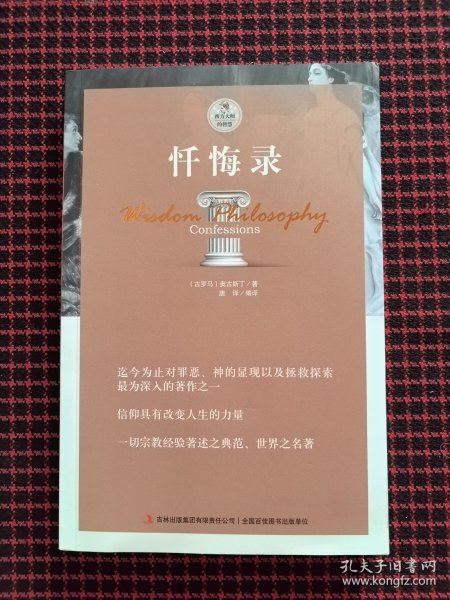 西方大师
的智慧
忏悔录
Wisdom Philosophy
Confessions
（古罗马）奥古斯丁／著
唐　译／编译
迄今为止对罪恶、神的显现以及拯救探索
最为深入的著作之一
信仰具有改变人生的力量
一切宗教经验著述之典范、世界之名著
吉林出版集团有限责任公司｜全国百佳图书出版单位
孔夫子旧书网
www.kongfz.com